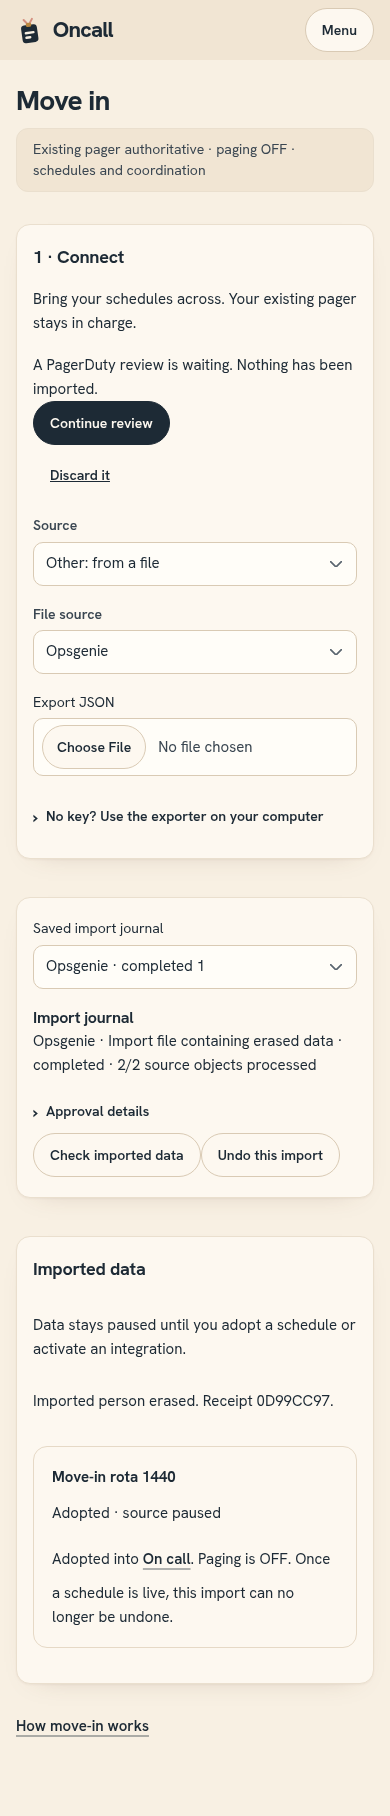 Oncall
Menu
Move in
Existing pager authoritative · paging OFF ·
schedules and coordination
1 · Connect
Bring your schedules across. Your existing pager
stays in charge.
A PagerDuty review is waiting. Nothing has been
imported.
Continue review
Discard it
Source
Other: from a file
File source
Opsgenie
Export JSON
Choose File No file chosen
No key? Use the exporter on your computer
Saved import journal
Opsgenie · completed 1
Import journal
Opsgenie · Import file containing erased data ·
completed · 2/2 source objects processed
Approval details
Check imported data Undo this import
Imported data
Data stays paused until you adopt a schedule or
activate an integration.
Imported person erased. Receipt 0D99CC97.
Move-in rota 1440
Adopted · source paused
Adopted into On call. Paging is OFF. Once
a schedule is live, this import can no
longer be undone.
How move-in works